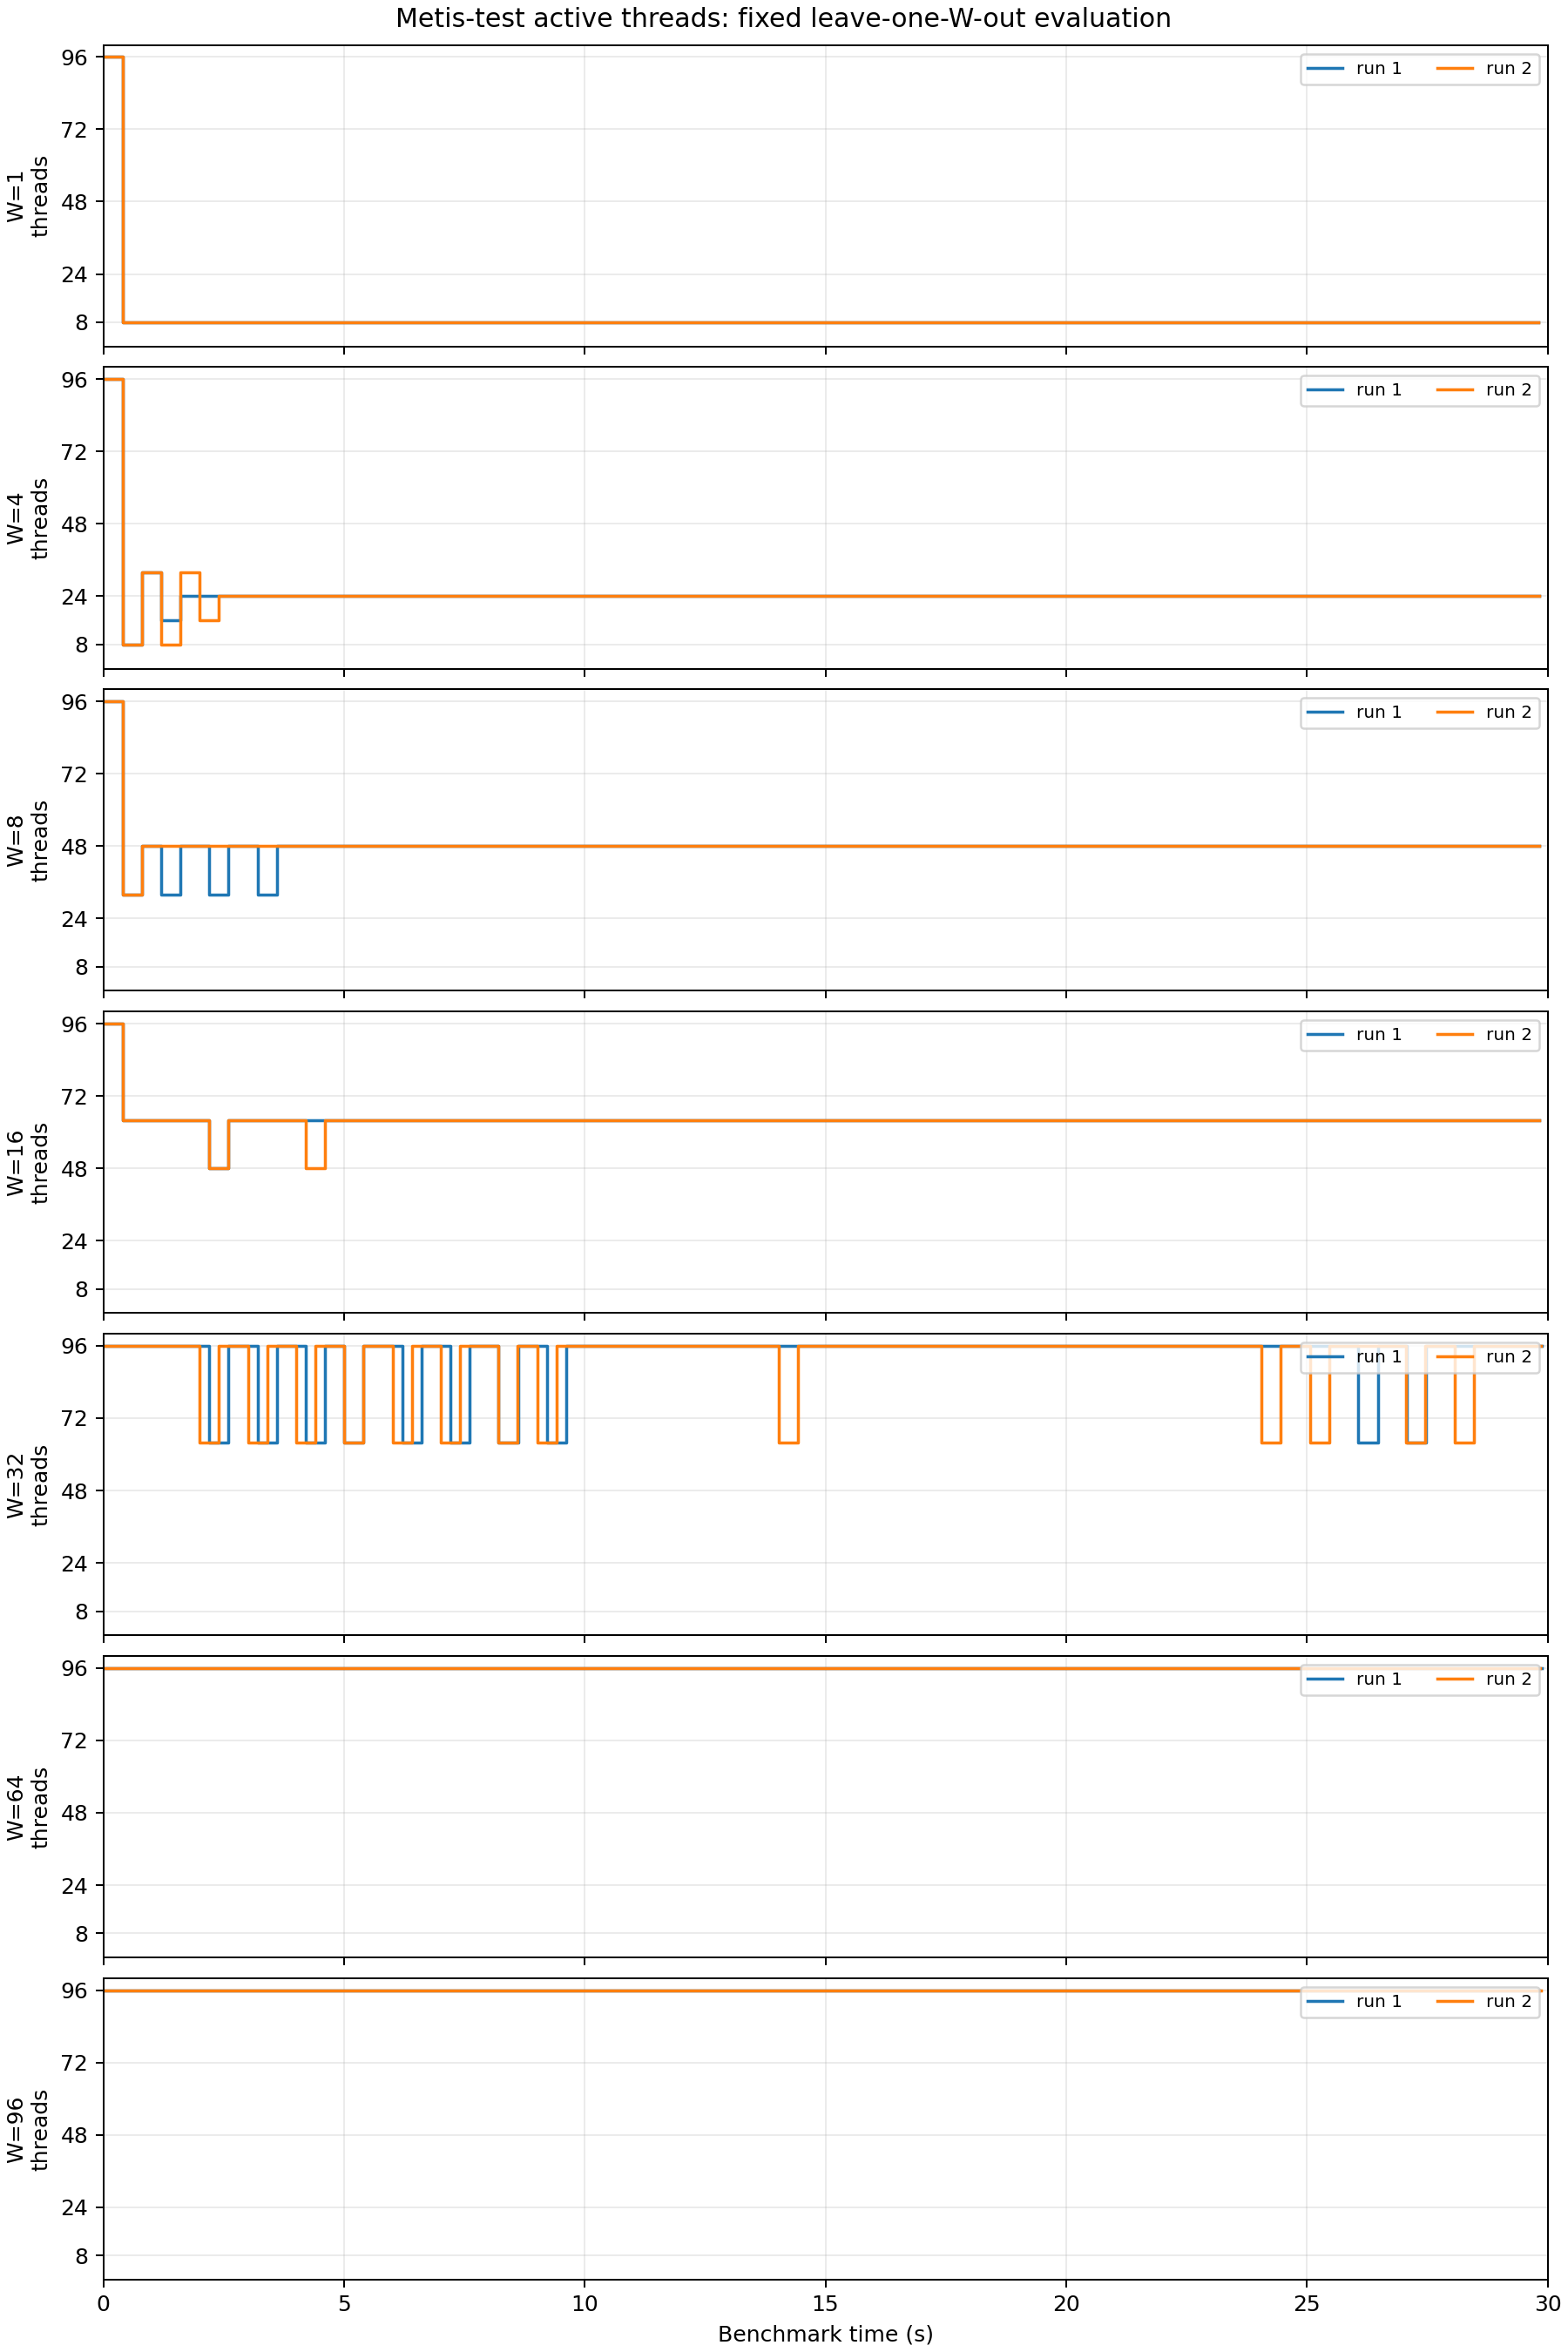 Metis-test active threads: fixed leave-one-W-out evaluation
96
72
48
24
8
W=1
threads
run 1
run 2
96
72
48
24
8
W=4
threads
run 1
run 2
96
72
48
24
8
W=8
threads
run 1
run 2
96
72
48
24
8
W=16
threads
run 1
run 2
96
72
48
24
8
W=32
threads
run 1
run 2
96
72
48
24
8
W=64
threads
run 1
run 2
96
72
48
24
8
W=96
threads
run 1
run 2
0 5 10 15 20 25 30
Benchmark time (s)